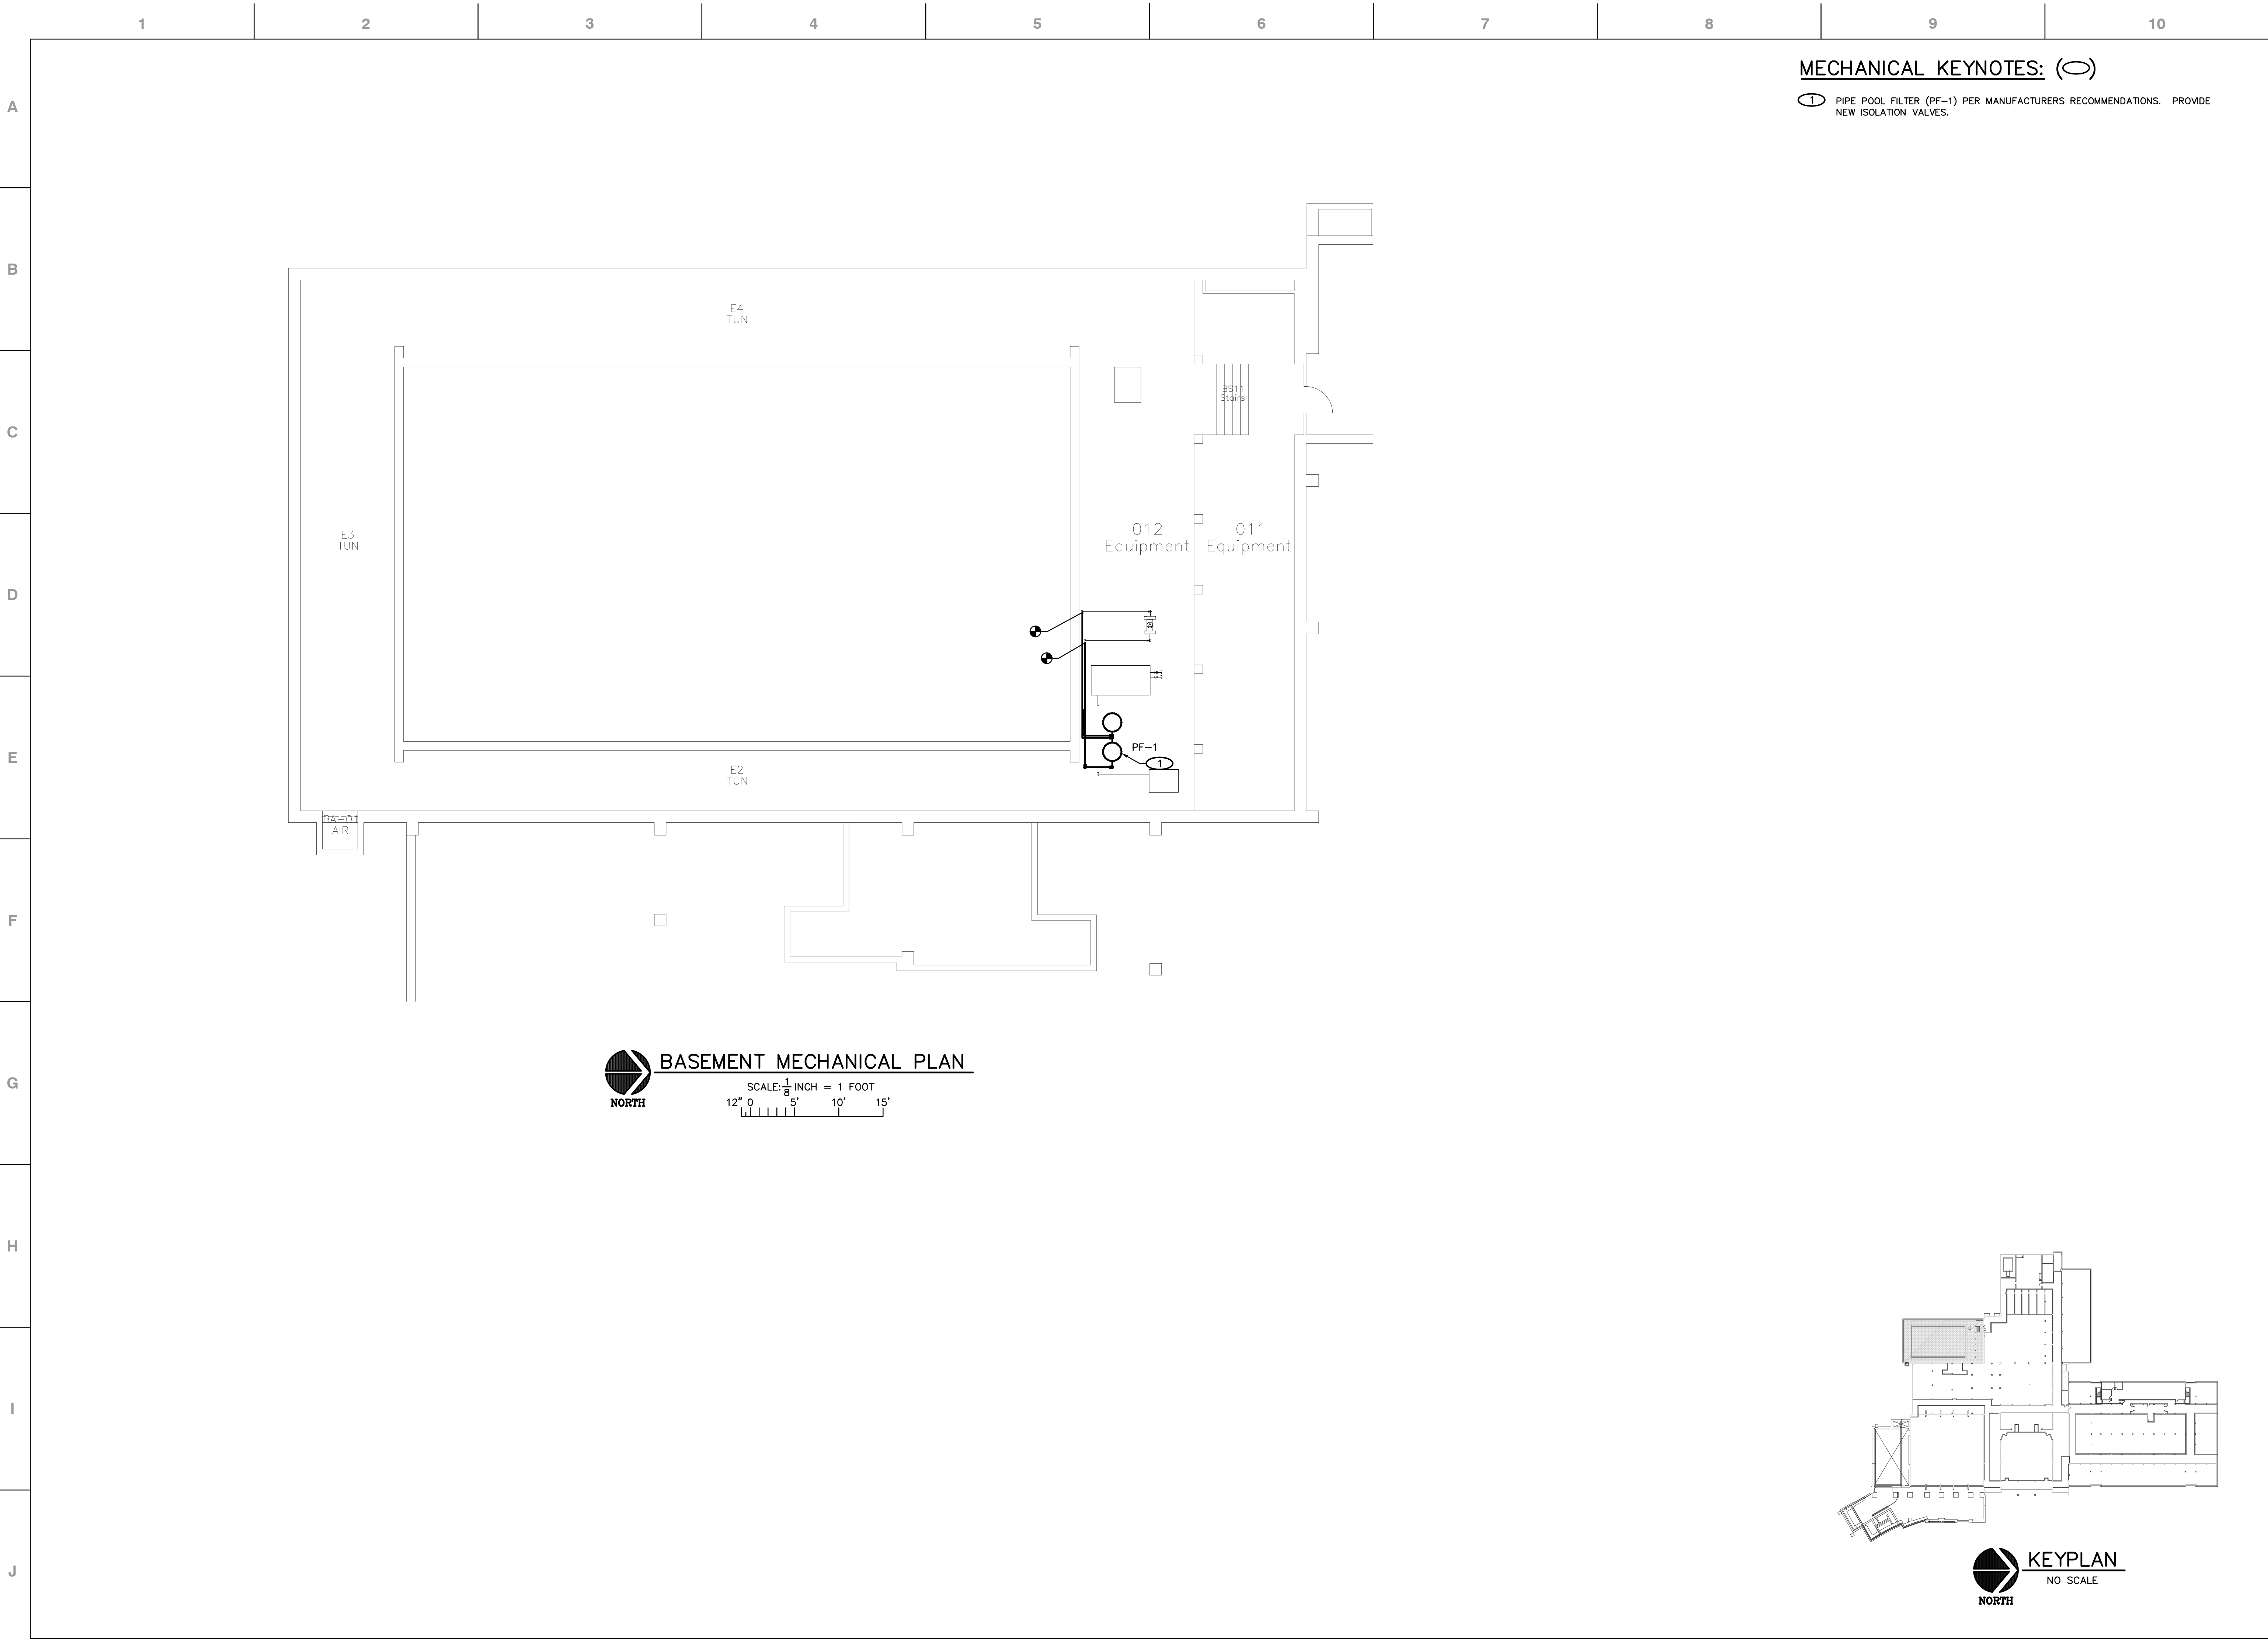 1 2 3 4 5 6 7 8 9 10
MECHANICAL KEYNOTES: ( )
A
1 PIPE POOL FILTER (PF-1) PER MANUFACTURERS RECOMMENDATIONS. PROVIDE
NEW ISOLATION VALVES.
B
E4
TUN
BS11
Stairs
C
E3
TUN
012
Equipment
011
Equipment
D
PF-1
1
E
E2
TUN
BA-01
AIR
F
BASEMENT MECHANICAL PLAN
SCALE: 1/8 INCH = 1 FOOT
NORTH
12" 0 5' 10' 15'
G
H
I
J
KEYPLAN
NO SCALE
NORTH